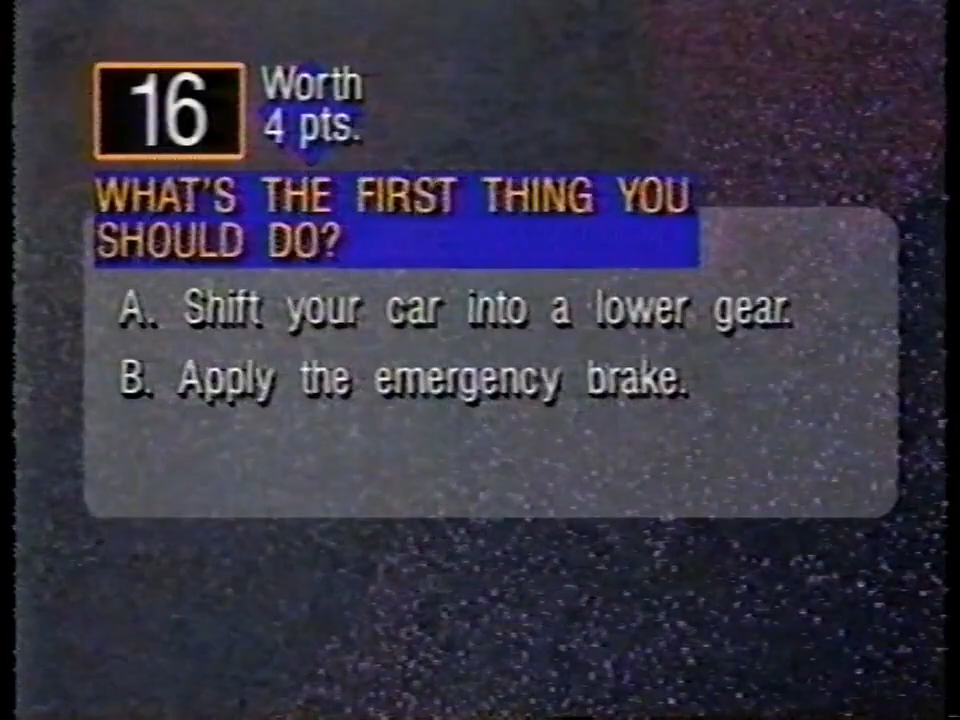 16
Worth
4 pts.
WHAT'S THE FIRST THING YOU
SHOULD DO?
A. Shift your car into a lower gear.
B. Apply the emergency brake.